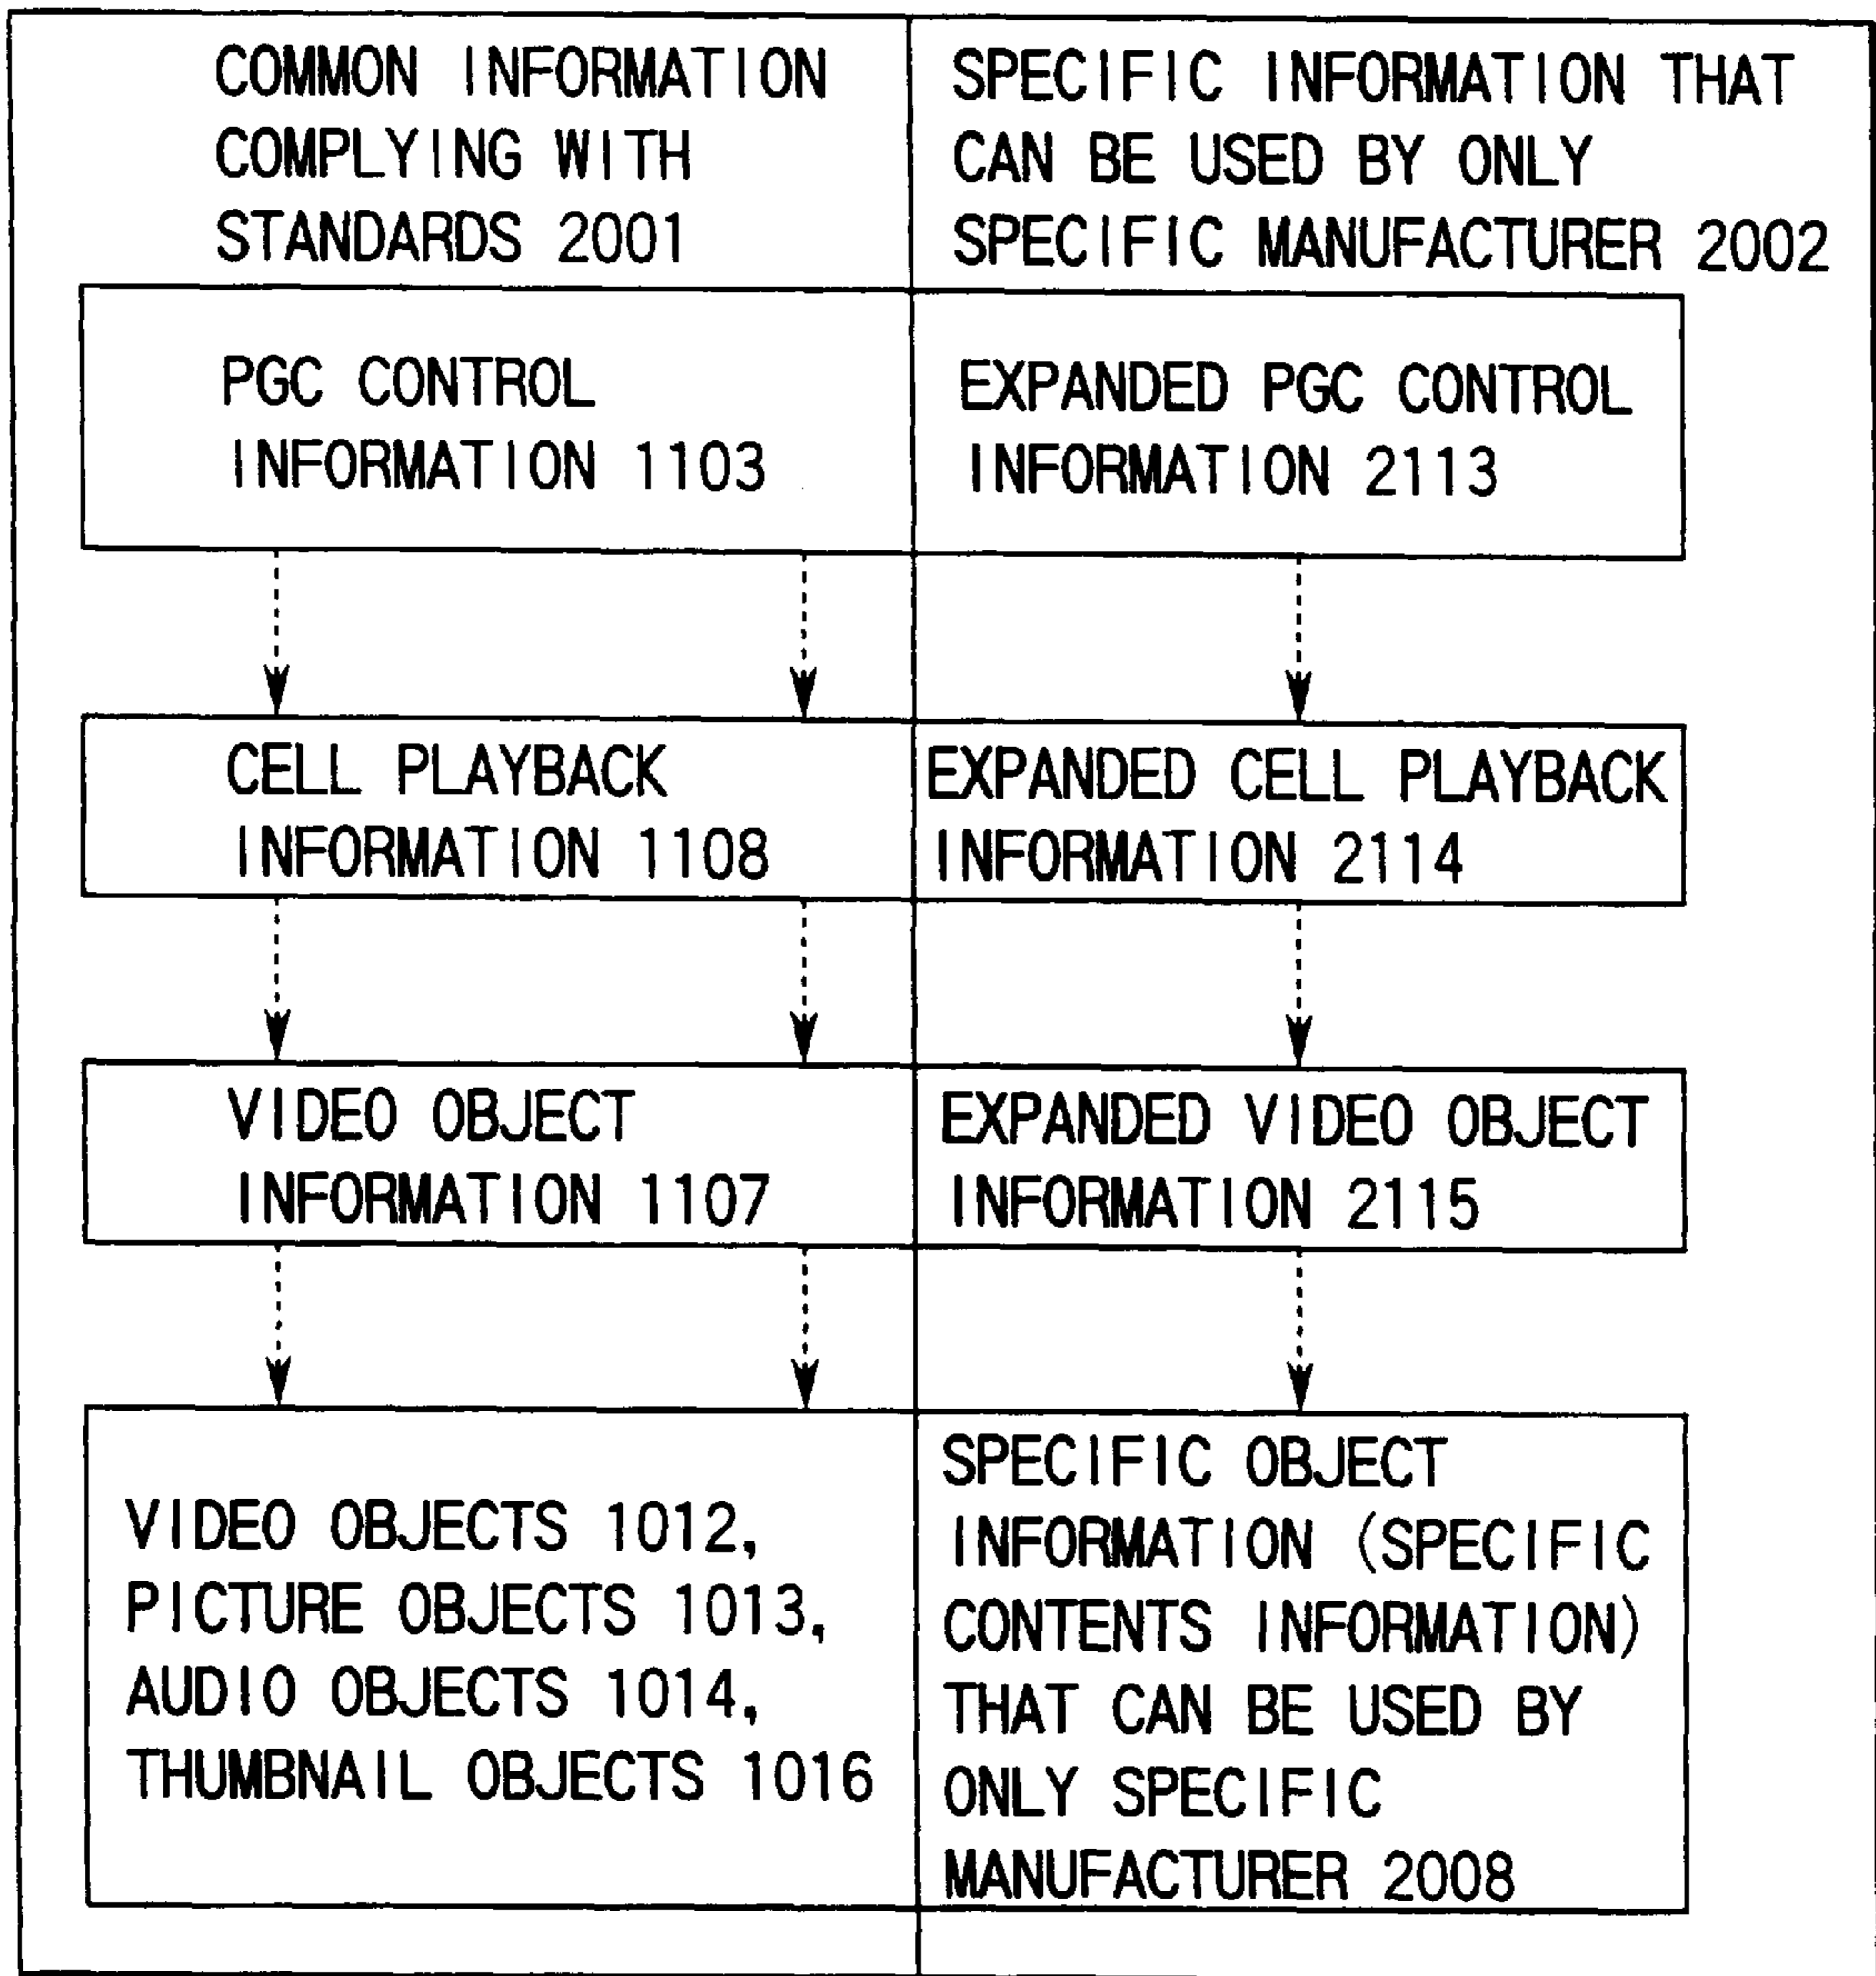 COMMON INFORMATION
COMPLYING WITH
STANDARDS 2001
SPECIFIC INFORMATION THAT
CAN BE USED BY ONLY
SPECIFIC MANUFACTURER 2002
PGC CONTROL
INFORMATION 1103
EXPANDED PGC CONTROL
INFORMATION 2113
CELL PLAYBACK
INFORMATION 1108
EXPANDED CELL PLAYBACK
INFORMATION 2114
VIDEO OBJECT
INFORMATION 1107
EXPANDED VIDEO OBJECT
INFORMATION 2115
VIDEO OBJECTS 1012,
PICTURE OBJECTS 1013,
AUDIO OBJECTS 1014,
THUMBNAIL OBJECTS 1016
SPECIFIC OBJECT
INFORMATION (SPECIFIC
CONTENTS INFORMATION)
THAT CAN BE USED BY
ONLY SPECIFIC
MANUFACTURER 2008